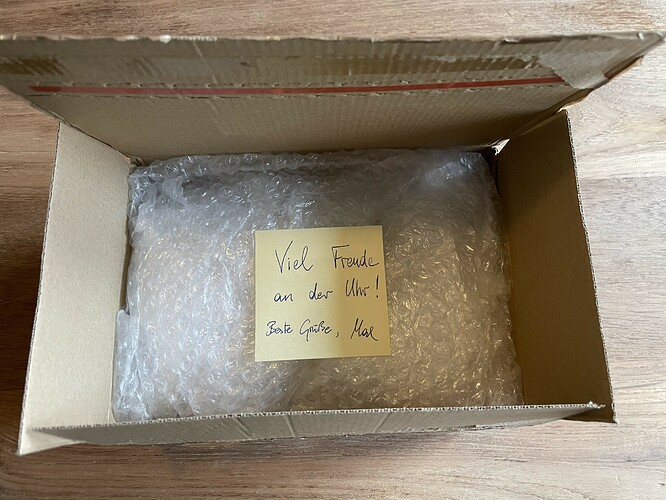 Viel Freude
an der Uhr!
Beste Grüße, Max